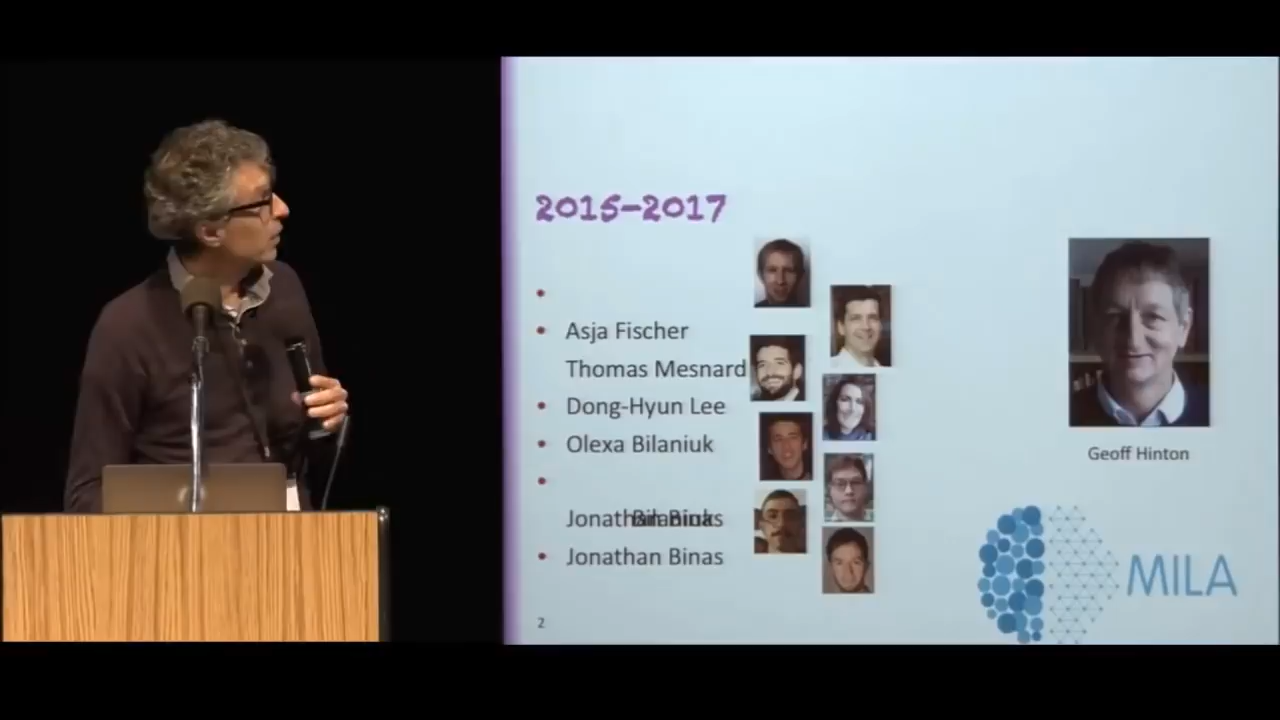 2015-2017
Asja Fischer
Thomas Mesnard
Dong-Hyun Lee
Olexa Bilaniuk
Jonathan Binas
Geoff Hinton
MILA
2